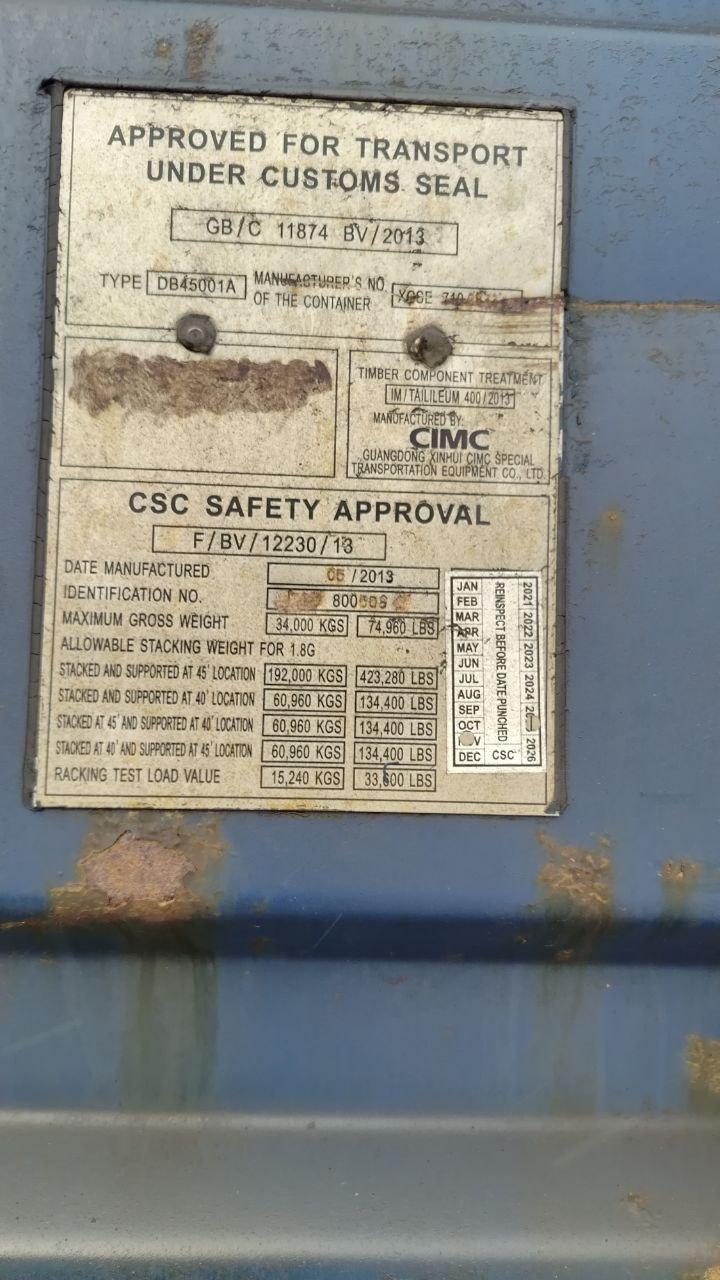 APPROVED FOR TRANSPORT
UNDER CUSTOMS SEAL
GB/C 11874 BV/2013
TYPE DB45001A MANUFACTURER'S NO.
OF THE CONTAINER
TIMBER COMPONENT TREATMENT
IM/TAILILEUM 400/2013
MANUFACTURED BY:
CIMC
GUANGDONG XINHUI CIMC SPECIAL
TRANSPORTATION EQUIPMENT CO., LTD.
CSC SAFETY APPROVAL
F/BV/12230/13
DATE MANUFACTURED 05/2013
IDENTIFICATION NO.
MAXIMUM GROSS WEIGHT 34,000 KGS 74,960 LBS
ALLOWABLE STACKING WEIGHT FOR 1.8G
STACKED AND SUPPORTED AT 45' LOCATION 192,000 KGS 423,280 LBS
STACKED AND SUPPORTED AT 40' LOCATION 60,960 KGS 134,400 LBS
STACKED AT 45' AND SUPPORTED AT 40' LOCATION 60,960 KGS 134,400 LBS
STACKED AT 40' AND SUPPORTED AT 45' LOCATION 60,960 KGS 134,400 LBS
RACKING TEST LOAD VALUE 15,240 KGS 33,600 LBS
JAN
FEB
MAR
APR
MAY
JUN
JUL
AUG
SEP
OCT
DEC
CSC
REINSPECT BEFORE DATE PUNCHED
2021 2022 2023 2024 2026